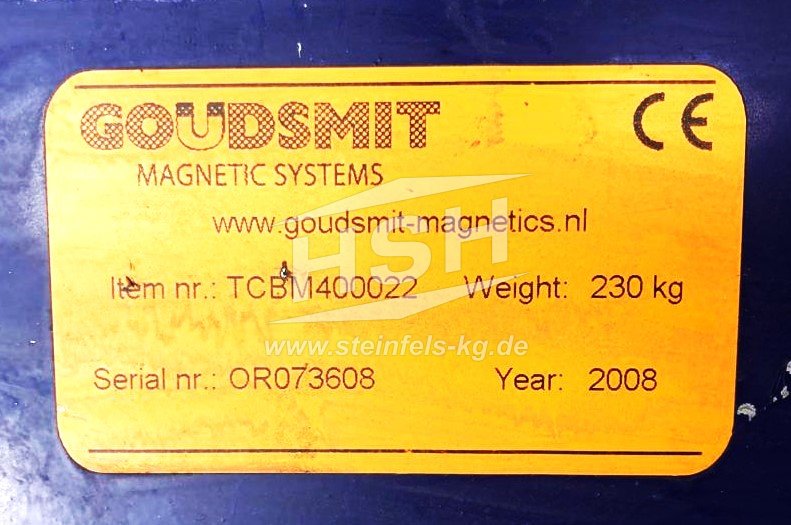 GOUDSMIT CE
MAGNETIC SYSTEMS
www.goudsmit-magnetics.nl
HSH
Item nr.: TCBM400022 Weight: 230 kg
www.steinfels-kg.de
Serial nr.: OR073608 Year: 2008